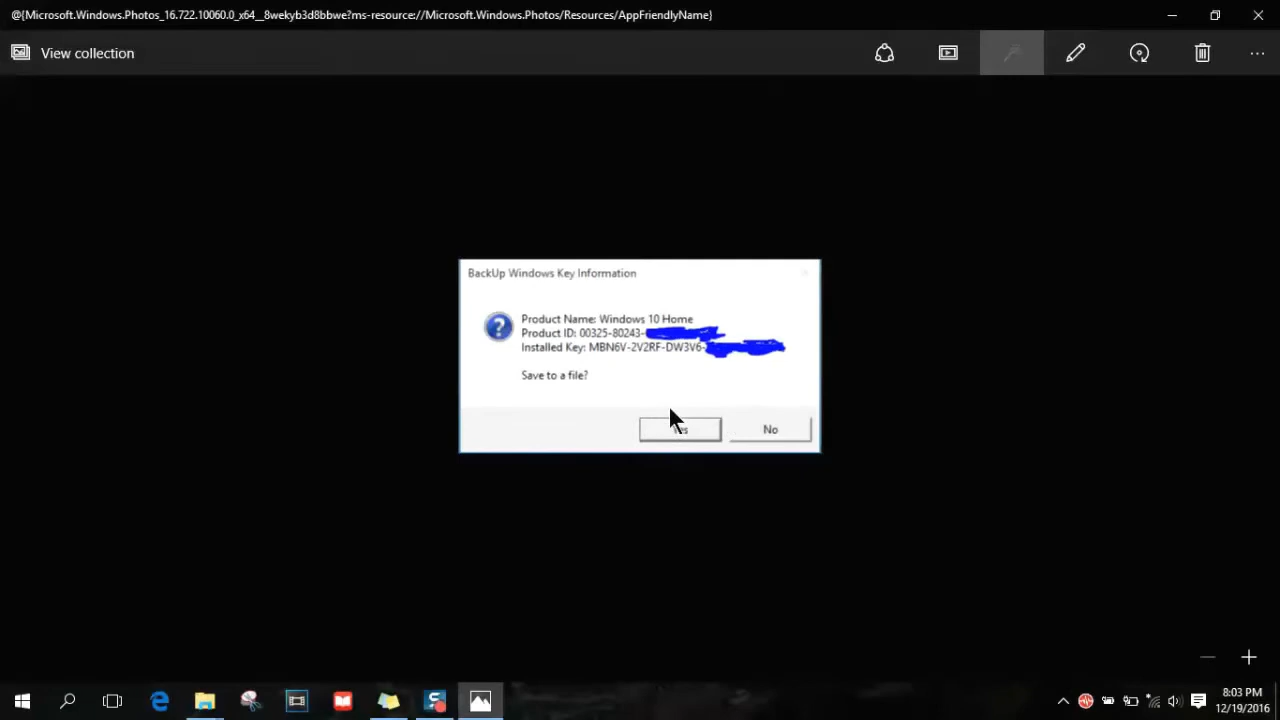 @{Microsoft.Windows.Photos_16.722.10060.0_x64__8wekyb3d8bbwe?ms-resource://Microsoft.Windows.Photos/Resources/AppFriendlyName}
View collection
BackUp Windows Key Information
Product Name: Windows 10 Home
Product ID: 00325-80243-
Installed Key: MBN6V-2V2RF-DW3V6-
Save to a file?
Yes No
8:03 PM
12/19/2016